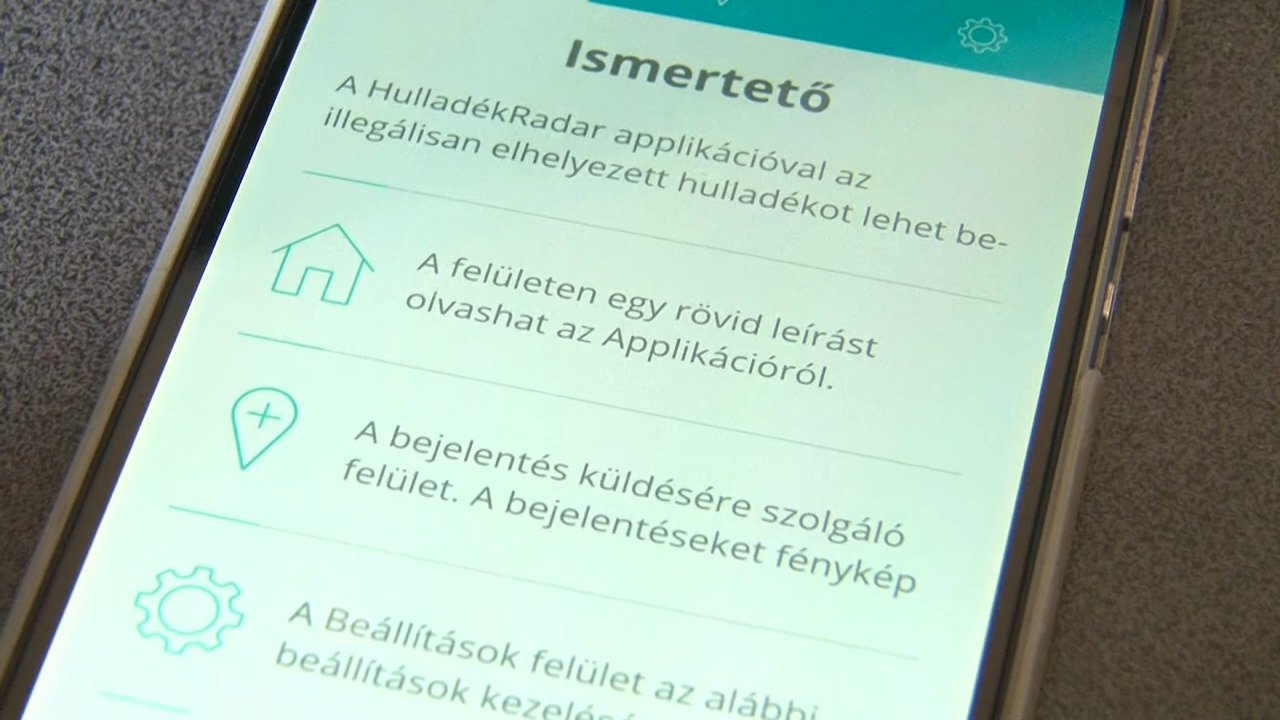 Ismertető
A HulladékRadar applikációval az
illegálisan elhelyezett hulladékot lehet be-
A felületen egy rövid leírást
olvashat az Applikációról.
A bejelentés küldésére szolgáló
felület. A bejelentéseket fénykép
A Beállítások felület az alábbi
beállítások